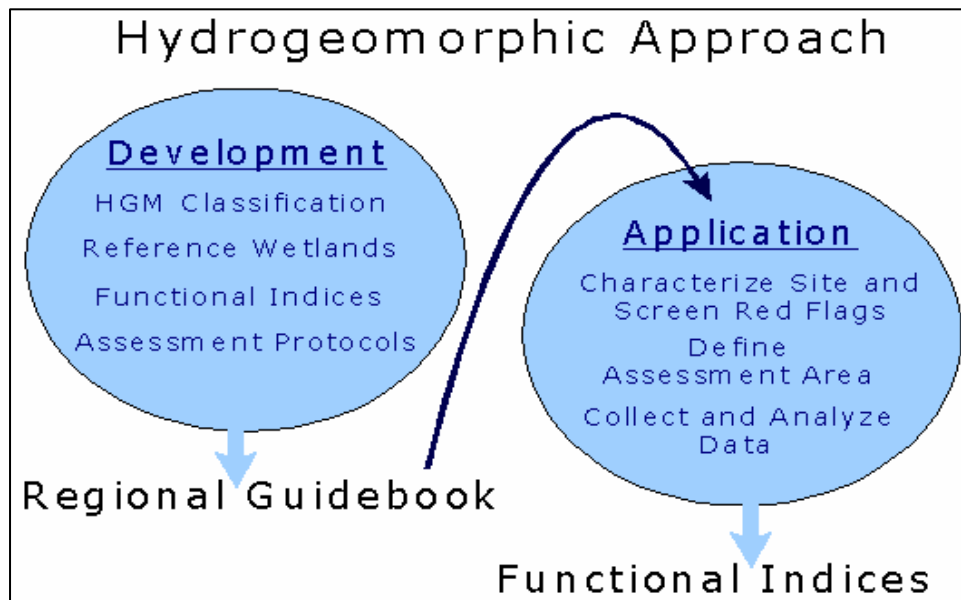 Hydrogeomorphic Approach
Development
HGM Classification
Reference Wetlands
Functional Indices
Assessment Protocols
Regional Guidebook
Application
Characterize Site and
Screen Red Flags
Define
Assessment Area
Collect and Analyze
Data
Functional Indices